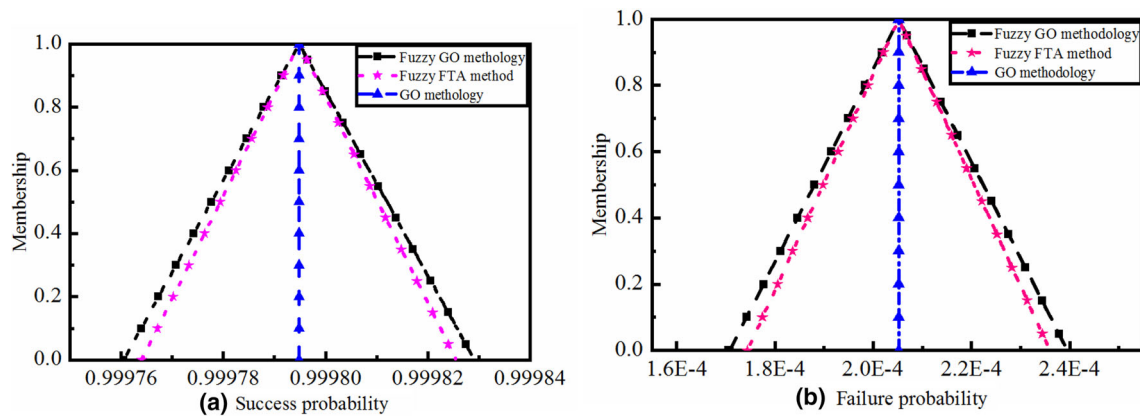 1.0
0.8
0.6
0.4
0.2
0.0
Membership
Fuzzy GO methology
Fuzzy FTA method
GO methology
0.99976 0.99978 0.99980 0.99982 0.99984
(a) Success probability
1.0
0.8
0.6
0.4
0.2
0.0
Membership
Fuzzy GO methodology
Fuzzy FTA method
GO methodology
1.6E-4 1.8E-4 2.0E-4 2.2E-4 2.4E-4
(b) Failure probability